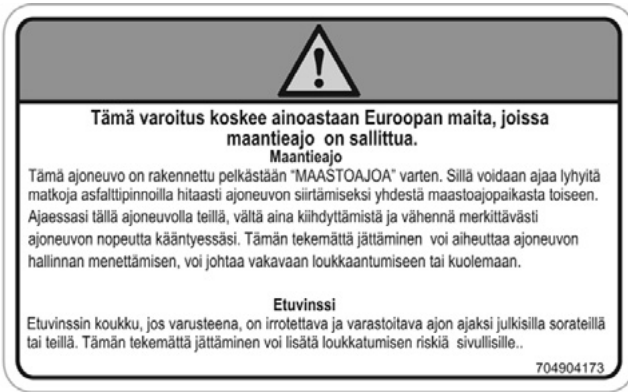 Tämä varoitus koskee ainoastaan Euroopan maita, joissa
maantieajo on sallittua.
Maantieajo
Tämä ajoneuvo on rakennettu pelkästään “MAASTOAJOA” varten. Sillä voidaan ajaa lyhyitä
matkoja asfalttipinnoilla hitaasti ajoneuvon siirtämiseksi yhdestä maastoajopaikasta toiseen.
Ajaessasi tällä ajoneuvolla teillä, vältä aina kiihdyttämistä ja vähennä merkittävästi
ajoneuvon nopeutta kääntyessäsi. Tämän tekemättä jättäminen voi aiheuttaa ajoneuvon
hallinnan menettämisen, voi johtaa vakavaan loukkaantumiseen tai kuolemaan.
Etuvinssi
Etuvinssin koukku, jos varusteena, on irrotettava ja varastoitava ajon ajaksi julkisilla sorateillä
tai teillä. Tämän tekemättä jättäminen voi lisätä loukkatumisen riskiä sivullisille..
704904173